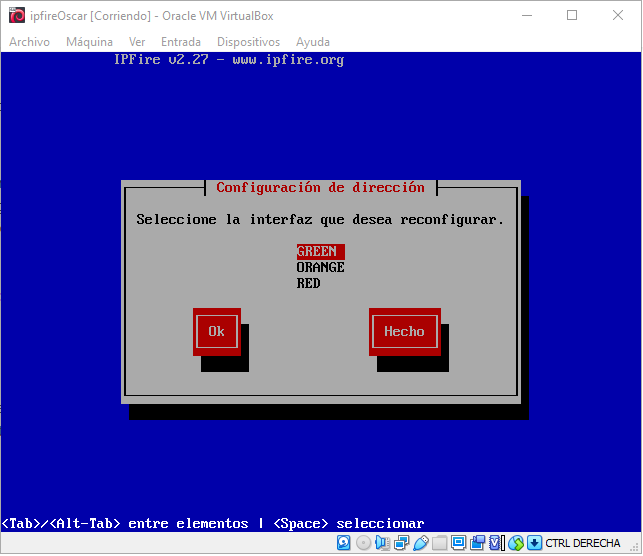 ipfireOscar [Corriendo] - Oracle VM VirtualBox
Archivo Máquina Ver Entrada Dispositivos Ayuda
IPFire v2.27 - www.ipfire.org
Configuración de dirección
Seleccione la interfaz que desea reconfigurar.
GREEN
ORANGE
RED
Ok Hecho
<Tab>/<Alt-Tab> entre elementos | <Space> seleccionar
CTRL DERECHA